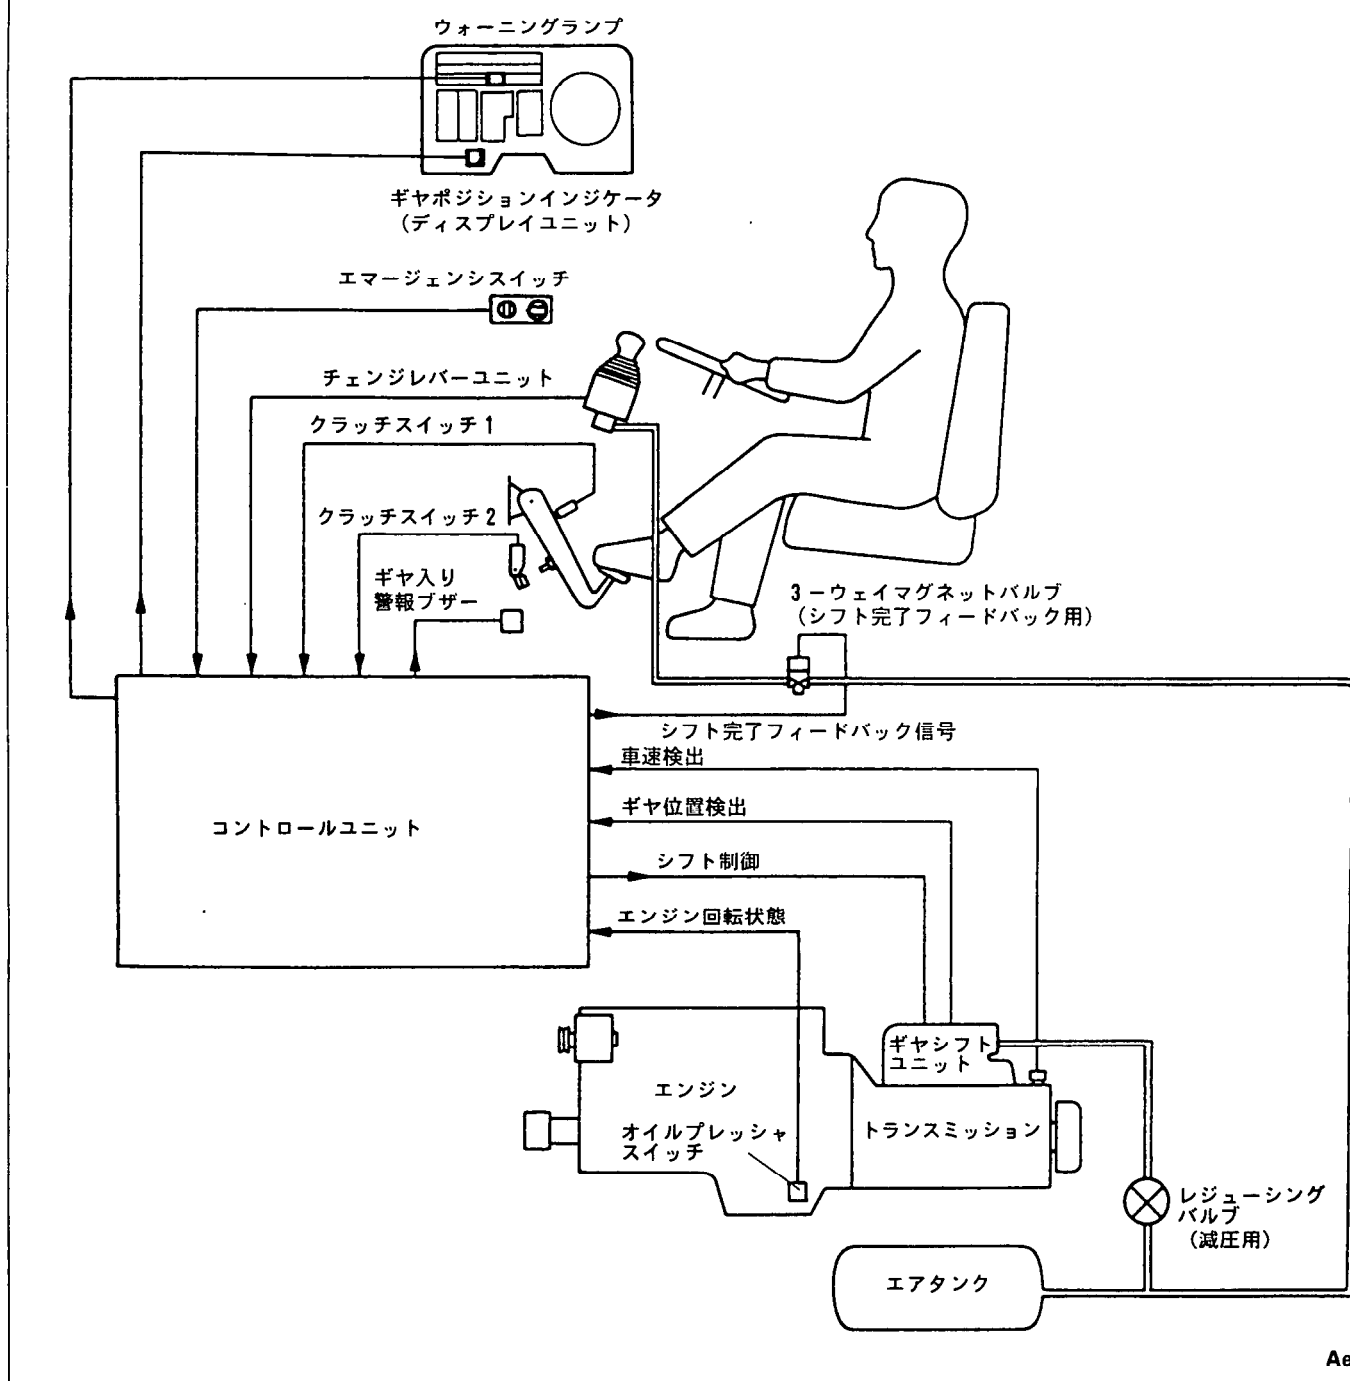 ウォーニングランプ
ギヤポジションインジケータ
(ディスプレイユニット)
エマージェンシスイッチ
チェンジレバーユニット
クラッチスイッチ1
クラッチスイッチ2
ギヤ入り
警報ブザー
3-ウェイマグネットバルブ
(シフト完了フィードバック用)
シフト完了フィードバック信号
車速検出
ギヤ位置検出
コントロールユニット
シフト制御
エンジン回転状態
ギヤシフト
ユニット
エンジン
オイルプレッシャ
スイッチ
トランスミッション
レジューシング
バルブ
(減圧用)
エアタンク
Ae